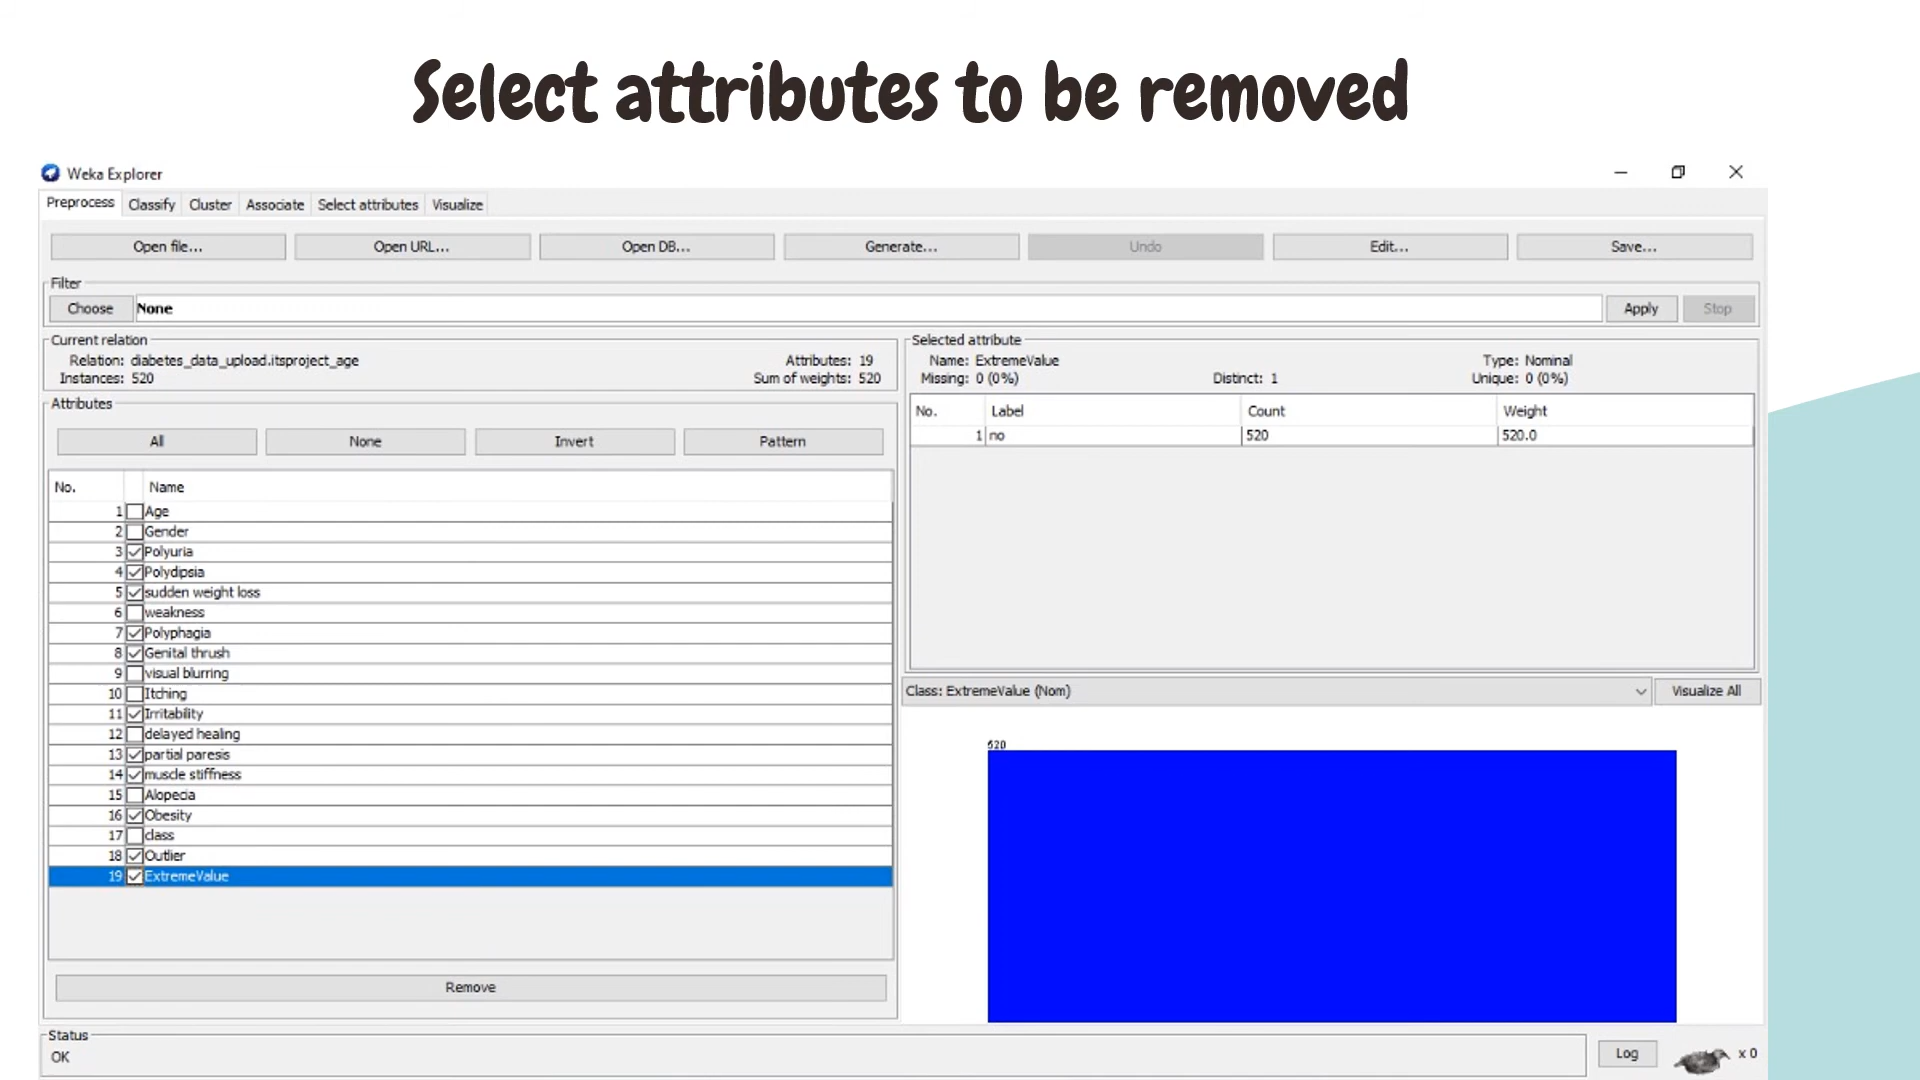 Select attributes to be removed
Weka Explorer
Preprocess Classify Cluster Associate Select attributes Visualize
Open file... Open URL... Open DB... Generate... Undo Edit... Save...
Filter
Choose None Apply Stop
Current relation
Relation: diabetes_data_upload.itsproject_age Attributes: 19
Instances: 520 Sum of weights: 520
Attributes
All None Invert Pattern
No. Name
1 Age
2 Gender
3 Polyuria
4 Polydipsia
5 sudden weight loss
6 weakness
7 Polyphagia
8 Genital thrush
9 visual blurring
10 Itching
11 Irritability
12 delayed healing
13 partial paresis
14 muscle stiffness
15 Alopecia
16 Obesity
17 class
18 Outlier
19 ExtremeValue
Remove
Selected attribute
Name: ExtremeValue Type: Nominal
Missing: 0 (0%) Distinct: 1 Unique: 0 (0%)
No. Label Count Weight
1 no 520 520.0
Class: ExtremeValue (Nom) Visualize All
520
Status
OK Log x 0